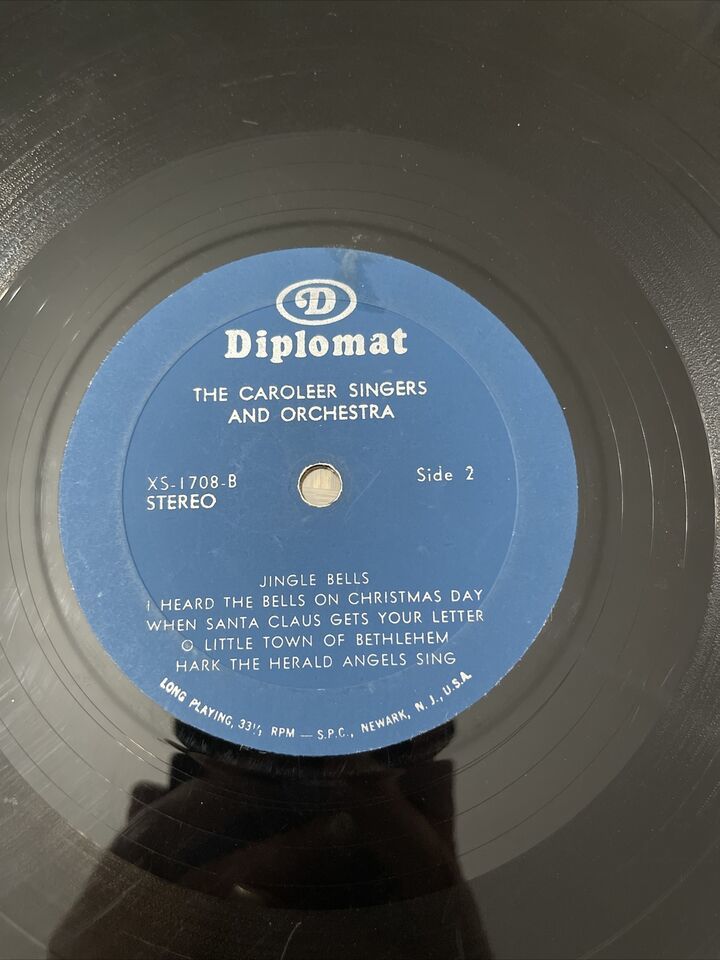 D
Diplomat
THE CAROLEER SINGERS
AND ORCHESTRA
XS-1708-B
STEREO
Side 2
JINGLE BELLS
I HEARD THE BELLS ON CHRISTMAS DAY
WHEN SANTA CLAUS GETS YOUR LETTER
O LITTLE TOWN OF BETHLEHEM
HARK THE HERALD ANGELS SING
LONG PLAYING, 33⅓ RPM — S.P.C., NEWARK, N. J., U.S.A.